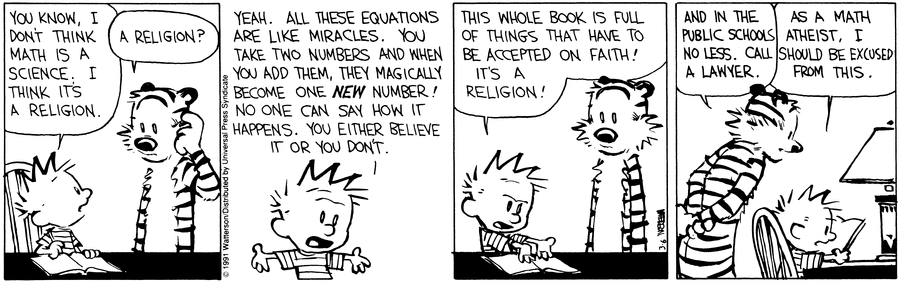 YOU KNOW, I
DON'T THINK
MATH IS A
SCIENCE. I
THINK IT'S
A RELIGION.
A RELIGION?
© 1991 Watterson/Distributed by Universal Press Syndicate
YEAH. ALL THESE EQUATIONS
ARE LIKE MIRACLES. YOU
TAKE TWO NUMBERS AND WHEN
YOU ADD THEM, THEY MAGICALLY
BECOME ONE NEW NUMBER!
NO ONE CAN SAY HOW IT
HAPPENS. YOU EITHER BELIEVE
IT OR YOU DON'T.
THIS WHOLE BOOK IS FULL
OF THINGS THAT HAVE TO
BE ACCEPTED ON FAITH!
IT'S A
RELIGION!
WATTERSON 3-6
AND IN THE
PUBLIC SCHOOLS
NO LESS. CALL
A LAWYER.
AS A MATH
ATHEIST, I
SHOULD BE EXCUSED
FROM THIS.